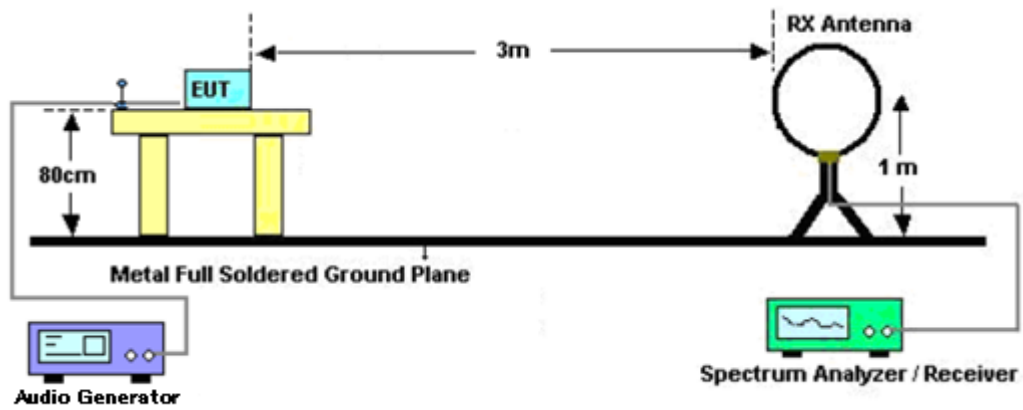 RX Antenna
3m
EUT
80cm
1 m
Metal Full Soldered Ground Plane
Audio Generator
Spectrum Analyzer / Receiver